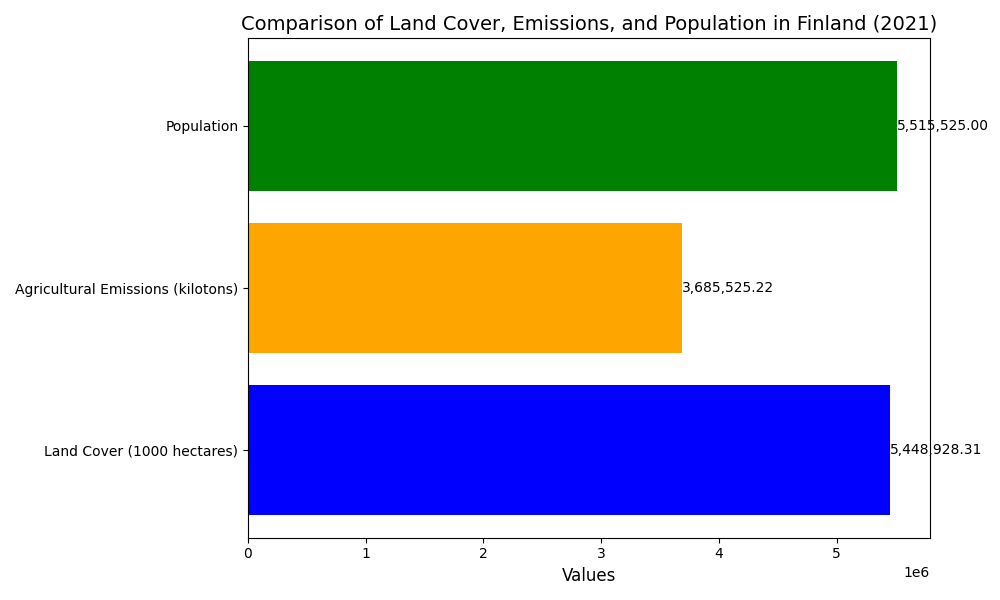 Comparison of Land Cover, Emissions, and Population in Finland (2021)
Population
5,515,525.00
Agricultural Emissions (kilotons)
3,685,525.22
Land Cover (1000 hectares)
5,448,928.31
0 1 2 3 4 5
1e6
Values